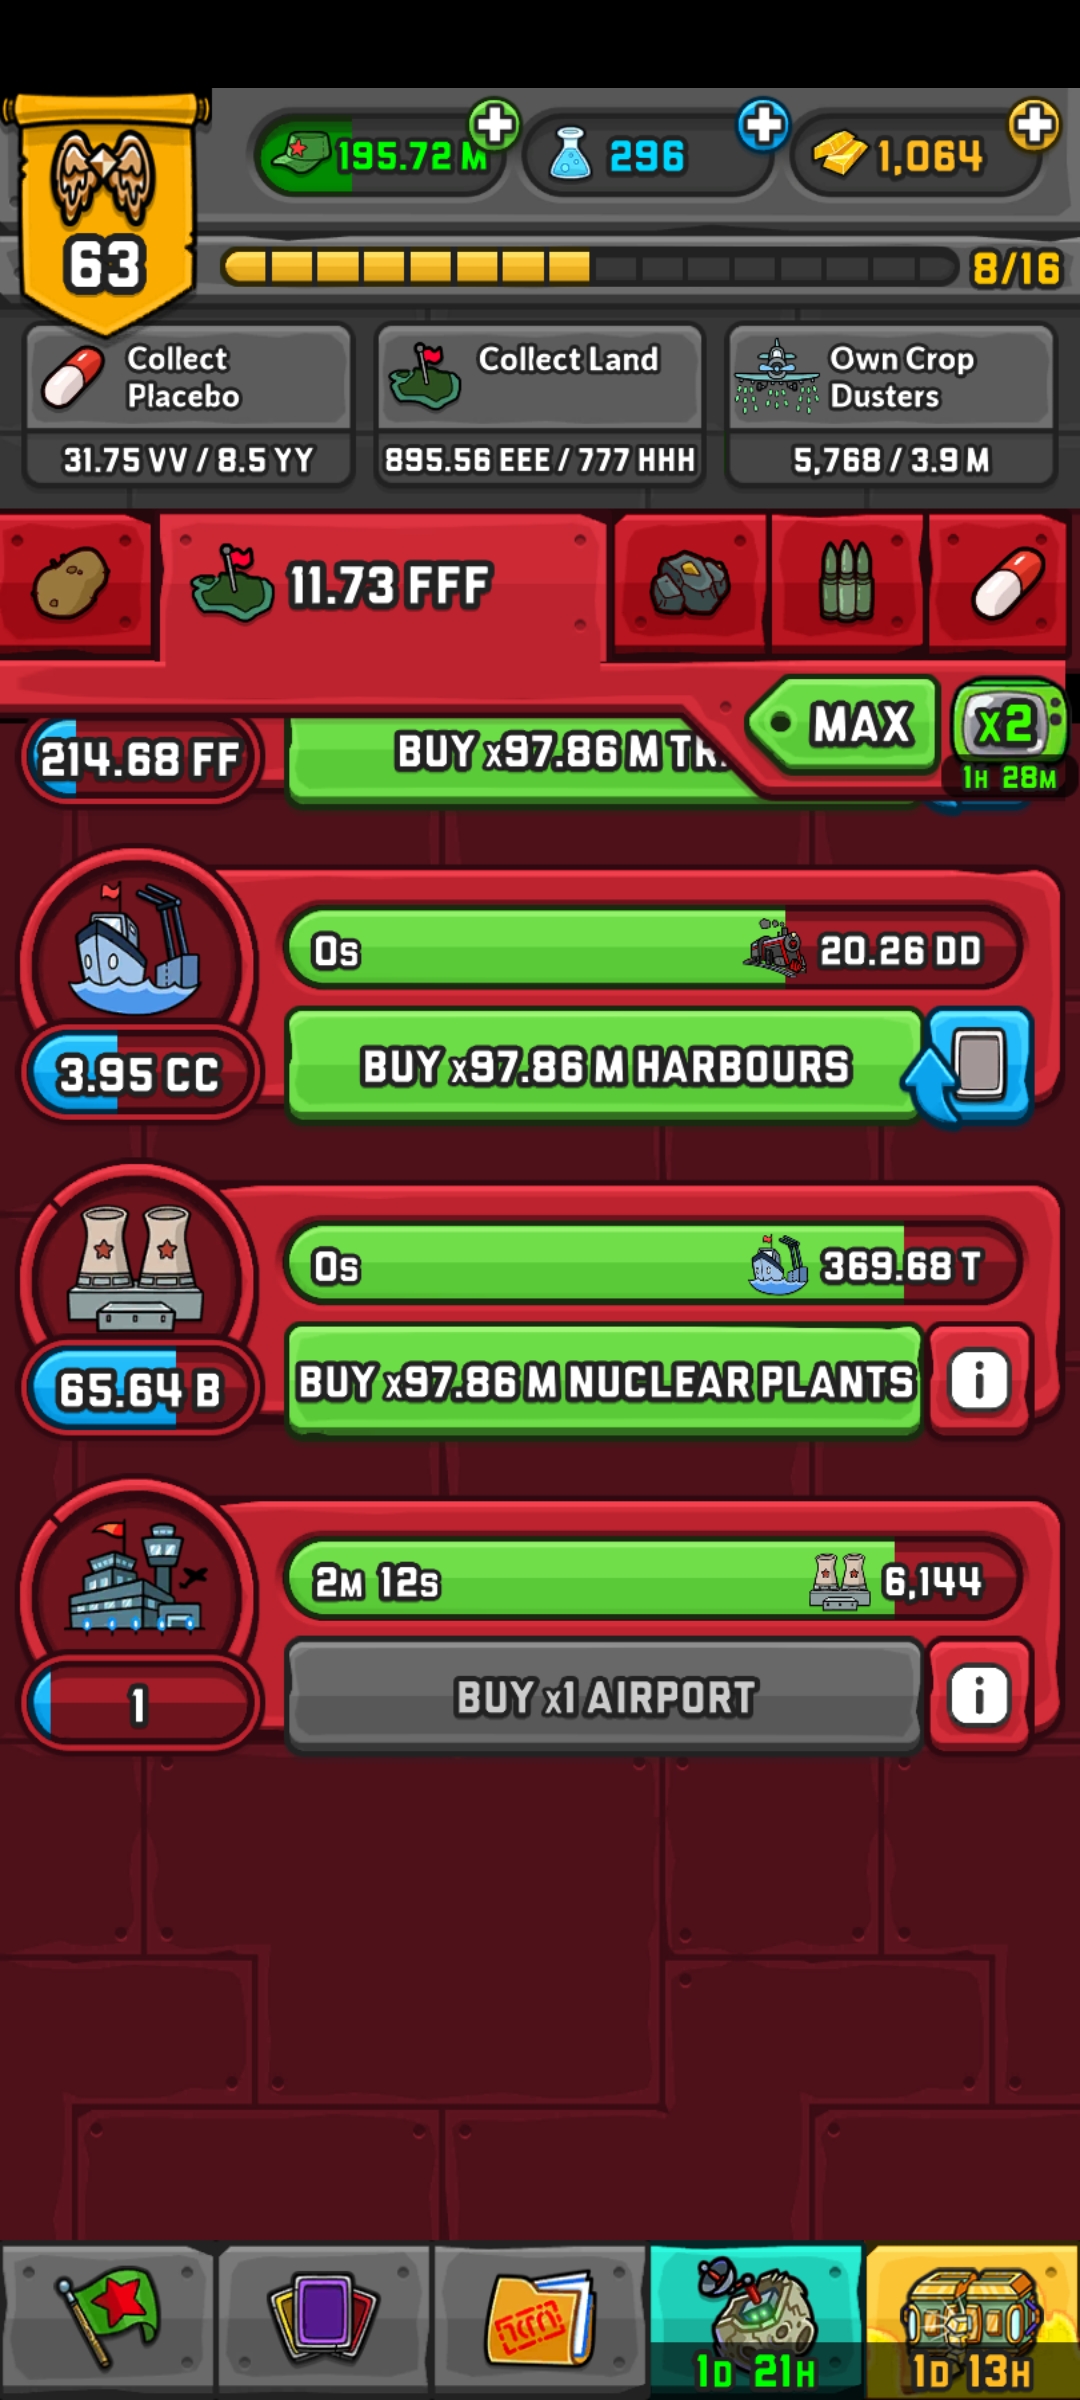 195.72 M
296
1,064
63
8/16
Collect
Placebo
Collect Land
Own Crop
Dusters
31.75 VV / 8.5 YY
895.56 EEE / 777 HHH
5,768 / 3.9 M
11.73 FFF
MAX
x2
1H 28M
214.68 FF
BUY x97.86 M TR
0s
20.26 DD
3.95 CC
BUY x97.86 M HARBOURS
0s
369.68 T
65.64 B
BUY x97.86 M NUCLEAR PLANTS
i
2M 12s
6,144
1
BUY x1 AIRPORT
i
1D 21H
1D 13H